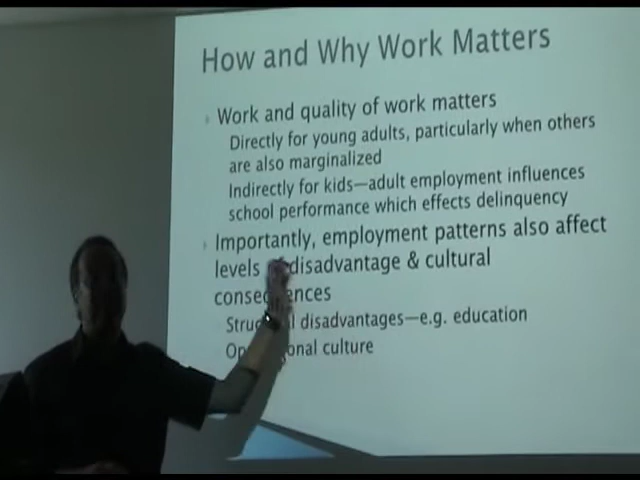 How and Why Work Matters
Work and quality of work matters
Directly for young adults, particularly when others
are also marginalized
Indirectly for kids—adult employment influences
school performance which effects delinquency
Importantly, employment patterns also affect
levels of disadvantage & cultural
consequences
disadvantages—e.g. education
culture